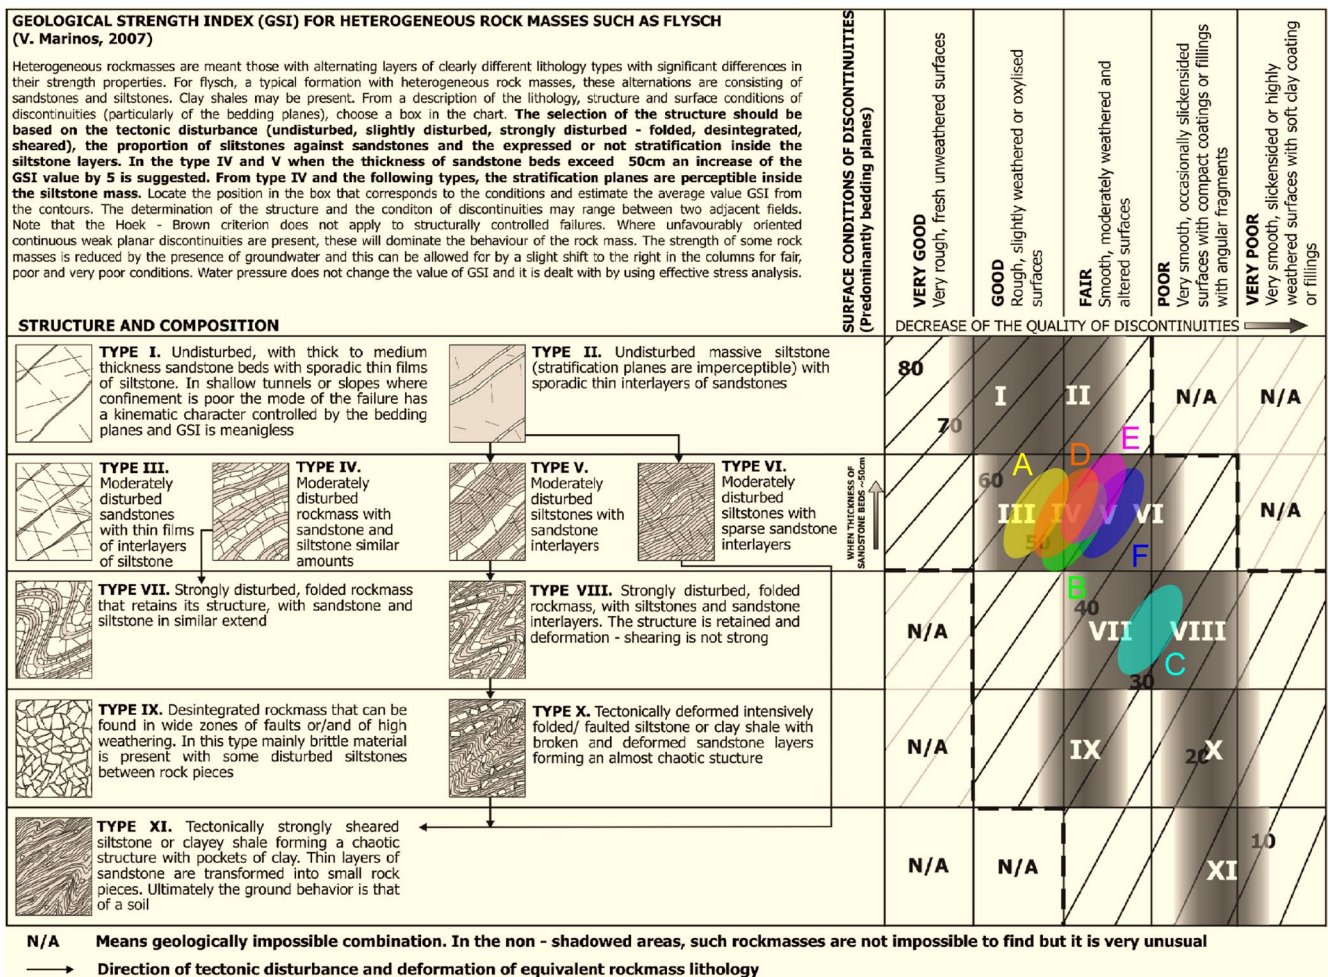 GEOLOGICAL STRENGTH INDEX (GSI) FOR HETEROGENEOUS ROCK MASSES SUCH AS FLYSCH
(V. Marinos, 2007)
Heterogeneous rockmasses are meant those with alternating layers of clearly different lithology types with significant differences in
their strength properties. For flysch, a typical formation with heterogeneous rock masses, these alternations are consisting of
sandstones and siltstones. Clay shales may be present. From a description of the lithology, structure and surface conditions of
discontinuities (particularly of the bedding planes), choose a box in the chart. The selection of the structure should be
based on the tectonic disturbance (undisturbed, slightly disturbed, strongly disturbed - folded, desintegrated,
sheared), the proportion of slitstones against sandstones and the expressed or not stratification inside the
siltstone layers. In the type IV and V when the thickness of sandstone beds exceed 50cm an increase of the
GSI value by 5 is suggested. From type IV and the following types, the stratification planes are perceptible inside
the siltstone mass. Locate the position in the box that corresponds to the conditions and estimate the average value GSI from
the contours. The determination of the structure and the conditon of discontinuities may range between two adjacent fields.
Note that the Hoek - Brown criterion does not apply to structurally controlled failures. Where unfavourably oriented
continuous weak planar discontinuities are present, these will dominate the behaviour of the rock mass. The strength of some rock
masses is reduced by the presence of groundwater and this can be allowed for by a slight shift to the right in the columns for fair,
poor and very poor conditions. Water pressure does not change the value of GSI and it is dealt with by using effective stress analysis.
STRUCTURE AND COMPOSITION
SURFACE CONDITIONS OF DISCONTINUITIES
(Predominantly bedding planes)
VERY GOOD
Very rough, fresh unweathered surfaces
GOOD
Rough, slightly weathered or oxylised
surfaces
FAIR
Smooth, moderately weathered and
altered surfaces
POOR
Very smooth, occasionally slickensided
surfaces with compact coatings or fillings
with angular fragments
VERY POOR
Very smooth, slickensided or highly
weathered surfaces with soft clay coating
or fillings
DECREASE OF THE QUALITY OF DISCONTINUITIES
TYPE I. Undisturbed, with thick to medium
thickness sandstone beds with sporadic thin films
of siltstone. In shallow tunnels or slopes where
confinement is poor the mode of the failure has
a kinematic character controlled by the bedding
planes and GSI is meanigless
TYPE II. Undisturbed massive siltstone
(stratification planes are imperceptible) with
sporadic thin interlayers of sandstones
80
70
I
II
N/A
N/A
TYPE III.
Moderately
disturbed
sandstones
with thin films
of interlayers
of siltstone
TYPE IV.
Moderately
disturbed
rockmass with
sandstone and
siltstone similar
amounts
TYPE V.
Moderately
disturbed
siltstones with
sandstone
interlayers
TYPE VI.
Moderately
disturbed
siltstones with
sparse sandstone
interlayers
WHEN THICKNESS OF
SANDSTONE BEDS ~50cm
60
A
D
E
III
IV
V
VI
50
B
F
N/A
TYPE VII. Strongly disturbed, folded rockmass
that retains its structure, with sandstone and
siltstone in similar extend
TYPE VIII. Strongly disturbed, folded
rockmass, with siltstones and sandstone
interlayers. The structure is retained and
deformation - shearing is not strong
N/A
40
VII
VIII
C
30
TYPE IX. Desintegrated rockmass that can be
found in wide zones of faults or/and of high
weathering. In this type mainly brittle material
is present with some disturbed siltstones
between rock pieces
TYPE X. Tectonically deformed intensively
folded/ faulted siltstone or clay shale with
broken and deformed sandstone layers
forming an almost chaotic stucture
N/A
IX
20
X
TYPE XI. Tectonically strongly sheared
siltstone or clayey shale forming a chaotic
structure with pockets of clay. Thin layers of
sandstone are transformed into small rock
pieces. Ultimately the ground behavior is that
of a soil
N/A
N/A
10
XI
N/A Means geologically impossible combination. In the non - shadowed areas, such rockmasses are not impossible to find but it is very unusual
Direction of tectonic disturbance and deformation of equivalent rockmass lithology